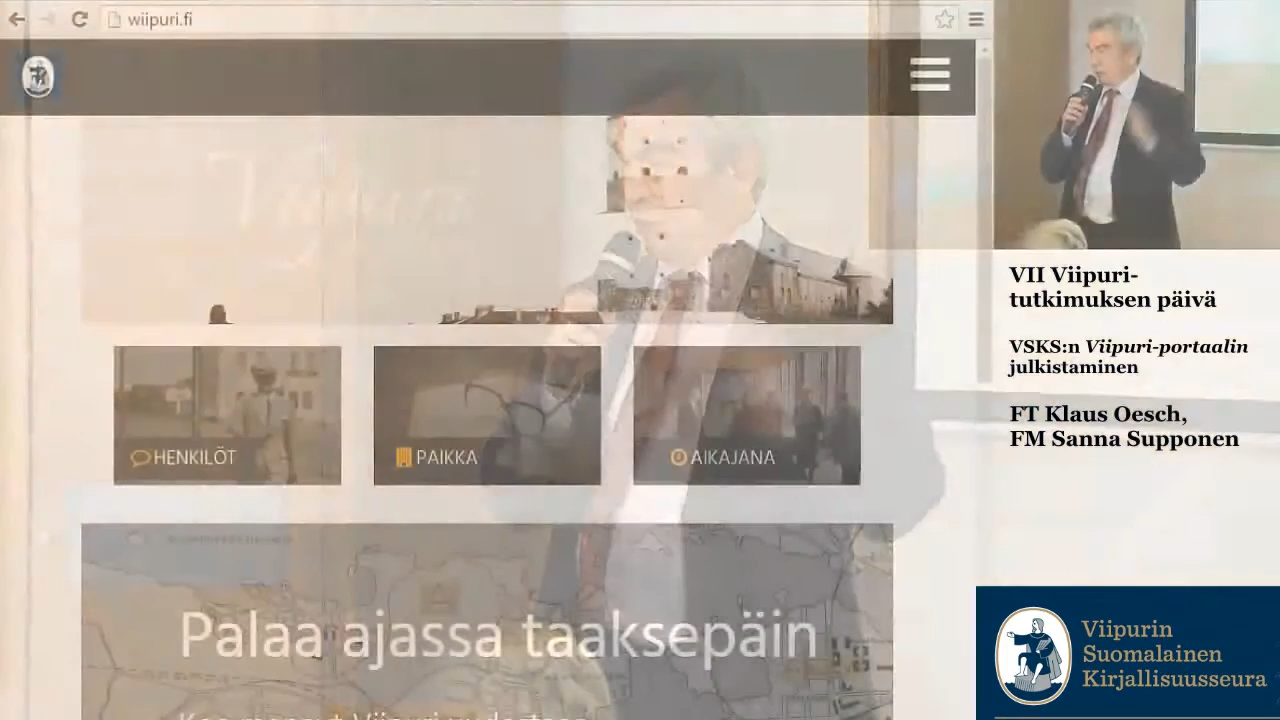 wiipuri.fi
HENKILÖT
PAIKKA
AIKAJANA
Palaa ajassa taaksepäin
VII Viipuri-
tutkimuksen päivä
VSKS:n Viipuri-portaalin
julkistaminen
FT Klaus Oesch,
FM Sanna Supponen
Viipurin
Suomalainen
Kirjallisuusseura